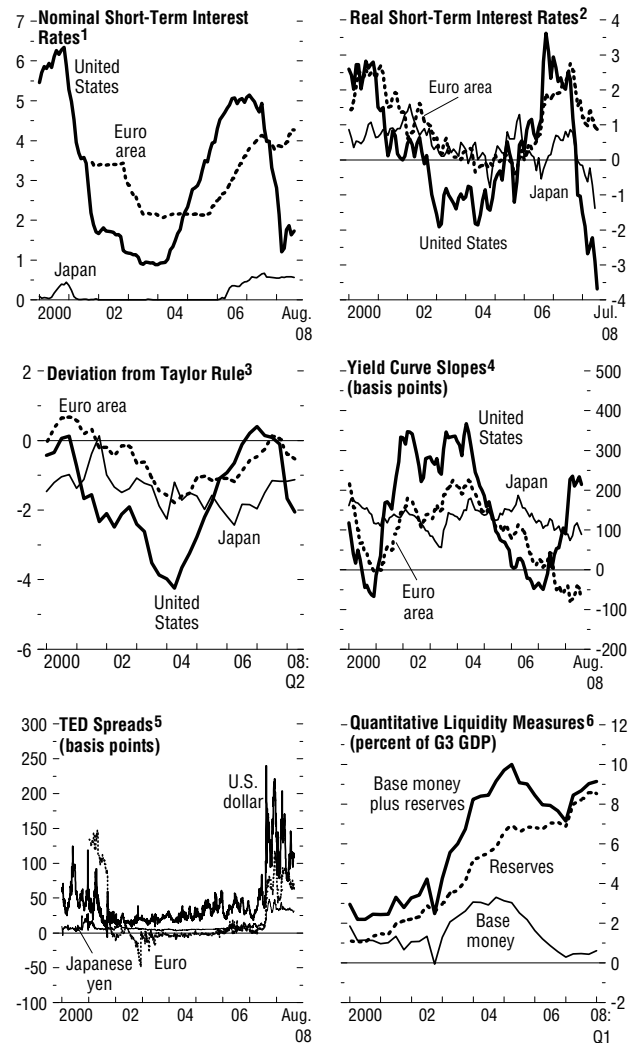 Nominal Short-Term Interest
Rates1
7
6
5
4
3
2
1
0
United
States
Euro
area
Japan
2000 02 04 06 Aug.
08
Real Short-Term Interest Rates2
4
3
2
1
0
-1
-2
-3
-4
Euro area
Japan
United States
2000 02 04 06 Jul.
08
Deviation from Taylor Rule3
2
0
-2
-4
-6
Euro area
Japan
United
States
2000 02 04 06 08:
Q2
Yield Curve Slopes4
(basis points)
500
400
300
200
100
0
-100
-200
United
States
Japan
Euro
area
2000 02 04 06 Aug.
08
TED Spreads5
(basis points)
300
250
200
150
100
50
0
-50
-100
U.S.
dollar
Japanese
yen
Euro
2000 02 04 06 Aug.
08
Quantitative Liquidity Measures6
(percent of G3 GDP)
12
10
8
6
4
2
0
-2
Base money
plus reserves
Reserves
Base
money
2000 02 04 06 08:
Q1